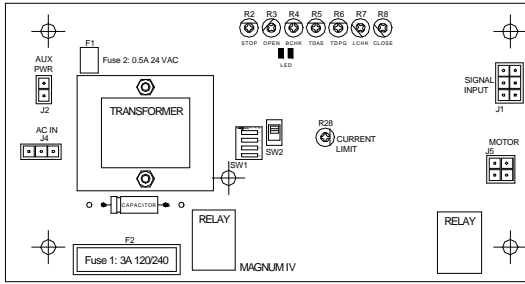 R2 R3 R4 R5 R6 R7 R8
STOP OPEN BCHK TDAS TDPG LCHK CLOSE
LED
F1
Fuse 2: 0.5A 24 VAC
AUX
PWR
J2
TRANSFORMER
SIGNAL
INPUT
J1
AC IN
J4
SW1
SW2
R28
CURRENT
LIMIT
MOTOR
J5
CAPACITOR
RELAY
RELAY
F2
Fuse 1: 3A 120/240
MAGNUM IV